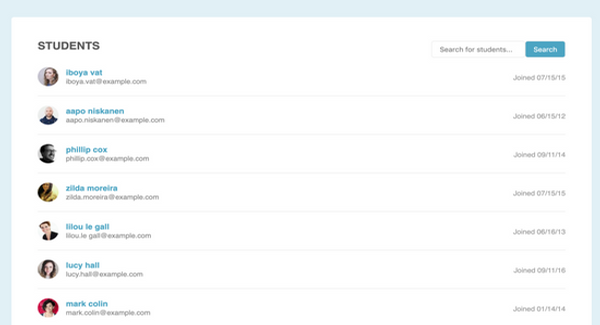 STUDENTS
Search for students...
Search
iboya vat
iboya.vat@example.com
Joined 07/15/15
aapo niskanen
aapo.niskanen@example.com
Joined 06/15/12
phillip cox
phillip.cox@example.com
Joined 09/11/14
zilda moreira
zilda.moreira@example.com
Joined 07/15/15
lilou le gall
lilou.le gall@example.com
Joined 06/16/13
lucy hall
lucy.hall@example.com
Joined 09/11/16
mark colin
mark.colin@example.com
Joined 01/14/14